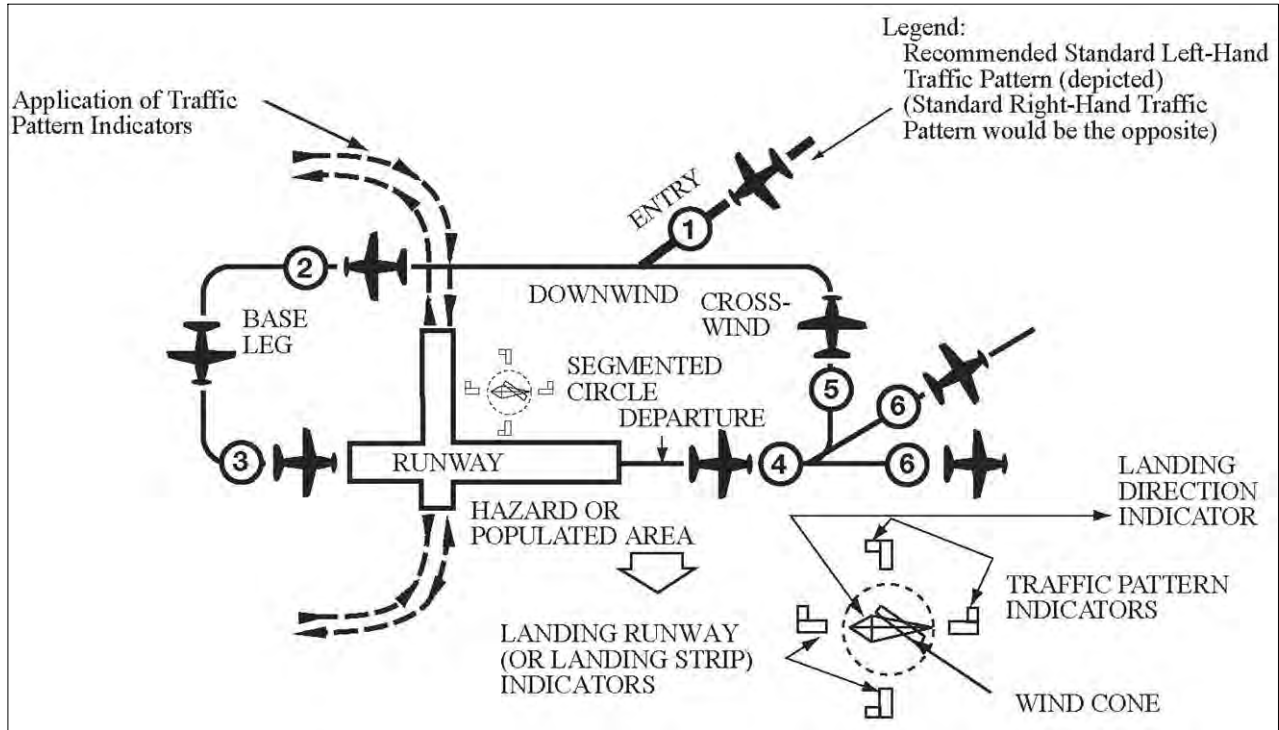 Legend:
Recommended Standard Left-Hand
Traffic Pattern (depicted)
(Standard Right-Hand Traffic
Pattern would be the opposite)
Application of Traffic
Pattern Indicators
ENTRY
1
2
DOWNWIND
CROSS-
WIND
BASE
LEG
SEGMENTED
CIRCLE
5
6
DEPARTURE
3
RUNWAY
4
6
LANDING
DIRECTION
INDICATOR
HAZARD OR
POPULATED AREA
TRAFFIC PATTERN
INDICATORS
LANDING RUNWAY
(OR LANDING STRIP)
INDICATORS
WIND CONE